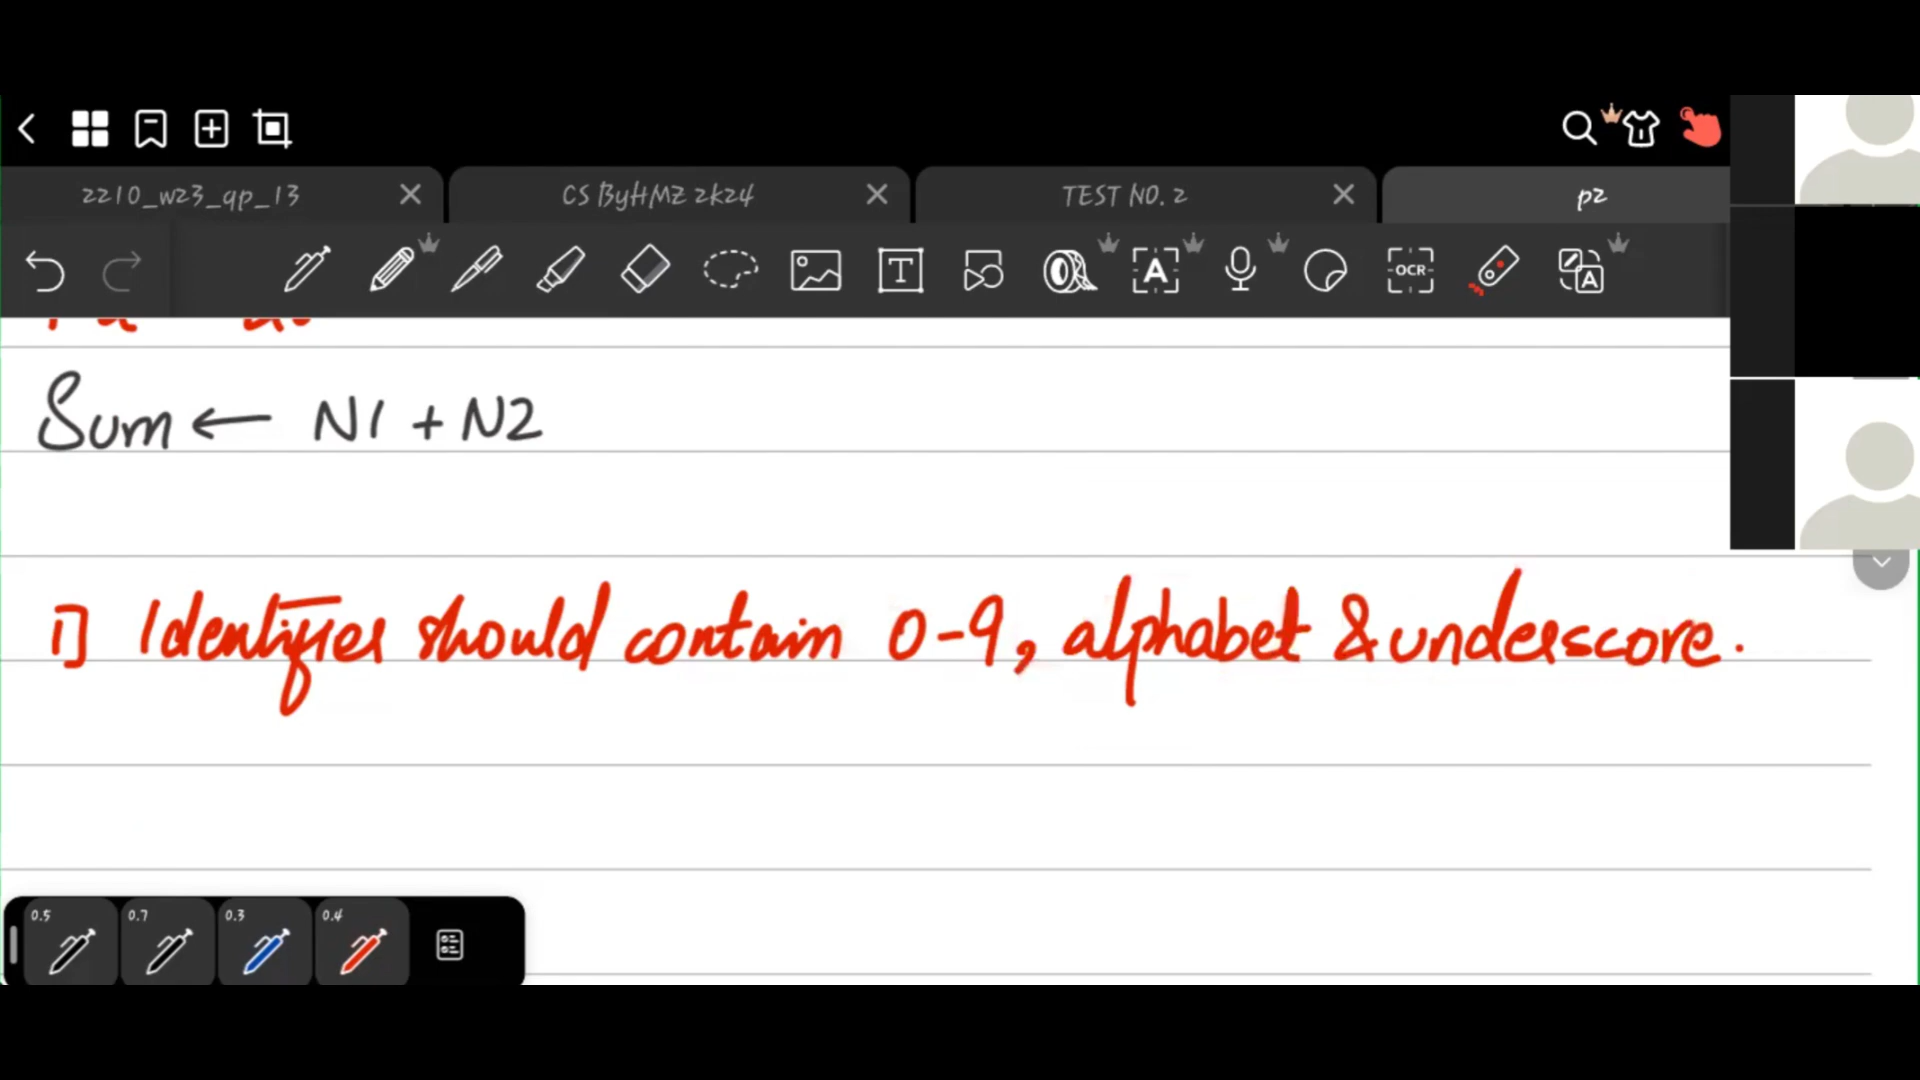 2210_w23_qp_13
CS ByHMZ 2k24
TEST NO. 2
p2
T
A
OCR
A
Sum ← N1 + N2
1] Identifier should contain 0-9, alphabet & underscore.
0.5
0.7
0.3
0.4